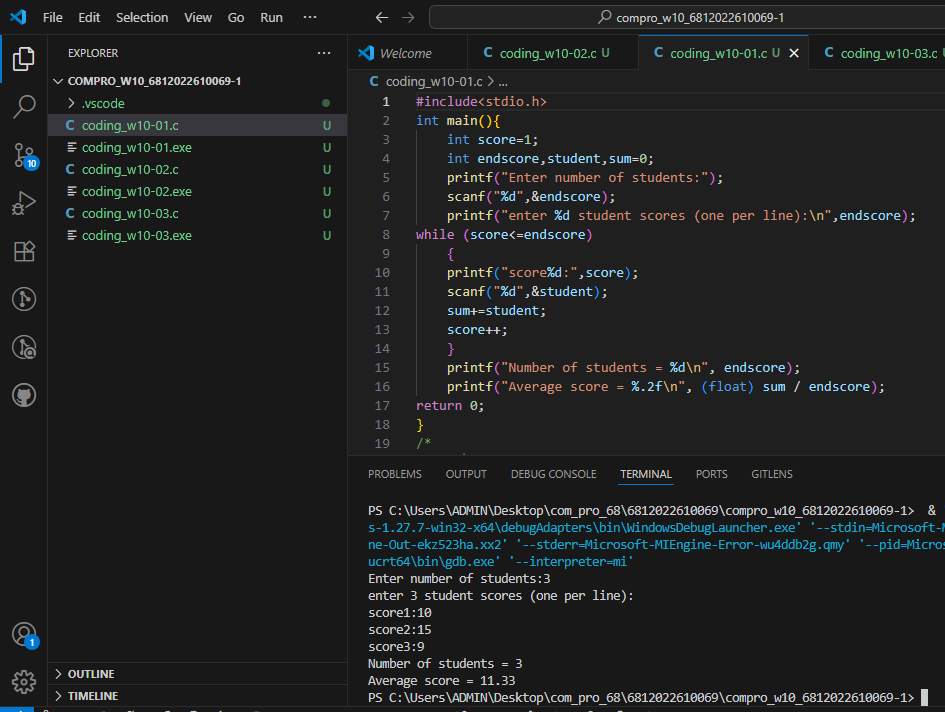 File Edit Selection View Go Run ··· compro_w10_6812022610069-1
EXPLORER ···
COMPRO_W10_6812022610069-1
.vscode
C coding_w10-01.c U
coding_w10-01.exe U
C coding_w10-02.c U
coding_w10-02.exe U
C coding_w10-03.c U
coding_w10-03.exe U
10
1
OUTLINE
TIMELINE
Welcome C coding_w10-02.c U C coding_w10-01.c U C coding_w10-03.c
C coding_w10-01.c > ...
1 #include<stdio.h>
2 int main(){
3 int score=1;
4 int endscore,student,sum=0;
5 printf("Enter number of students:");
6 scanf("%d",&endscore);
7 printf("enter %d student scores (one per line):\n",endscore);
8 while (score<=endscore)
9 {
10 printf("score%d:",score);
11 scanf("%d",&student);
12 sum+=student;
13 score++;
14 }
15 printf("Number of students = %d\n", endscore);
16 printf("Average score = %.2f\n", (float) sum / endscore);
17 return 0;
18 }
19 /*
PROBLEMS OUTPUT DEBUG CONSOLE TERMINAL PORTS GITLENS
PS C:\Users\ADMIN\Desktop\com_pro_68\6812022610069\compro_w10_6812022610069-1> &
s-1.27.7-win32-x64\debugAdapters\bin\WindowsDebugLauncher.exe' '--stdin=Microsoft-M
ne-Out-ekz523ha.xx2' '--stderr=Microsoft-MIEngine-Error-wu4ddb2g.qmy' '--pid=Micros
ucrt64\bin\gdb.exe' '--interpreter=mi'
Enter number of students:3
enter 3 student scores (one per line):
score1:10
score2:15
score3:9
Number of students = 3
Average score = 11.33
PS C:\Users\ADMIN\Desktop\com_pro_68\6812022610069\compro_w10_6812022610069-1>